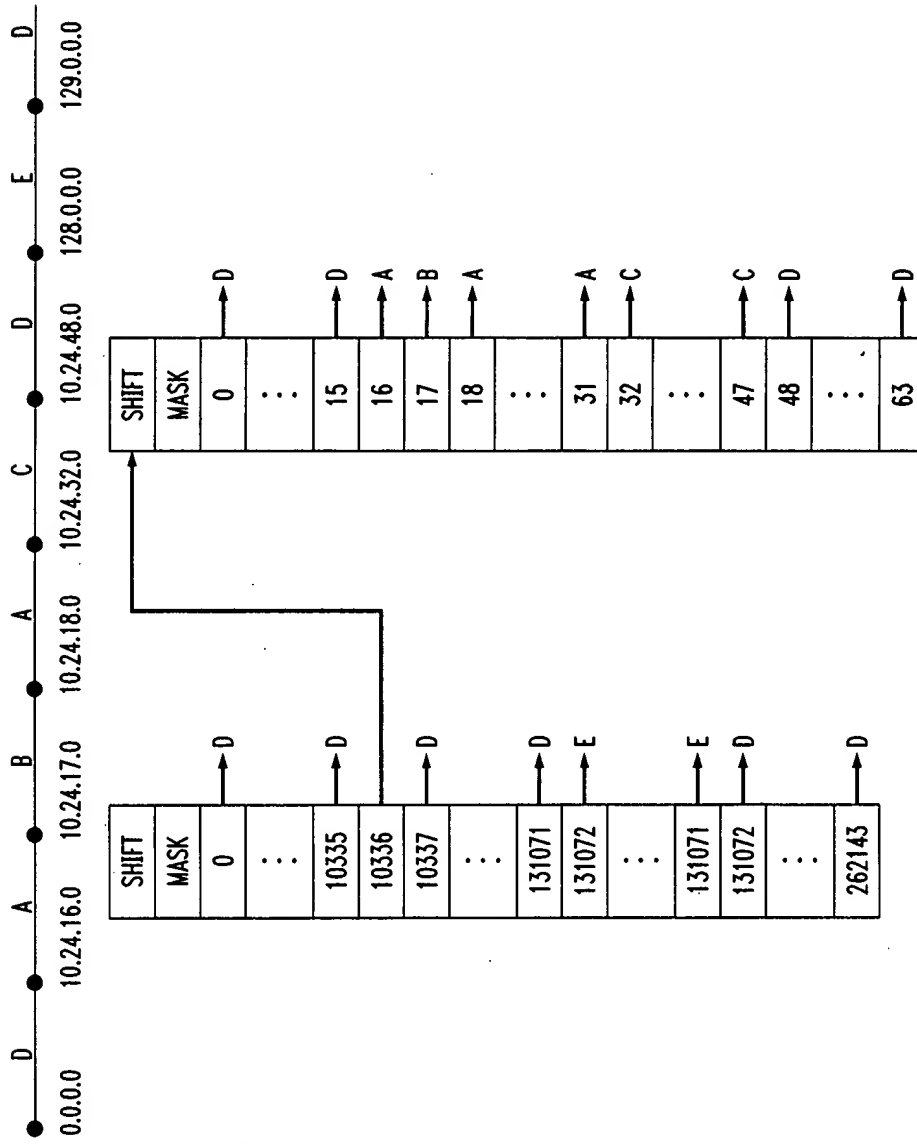 D A B A C D E D
0.0.0.0 10.24.16.0 10.24.17.0 10.24.18.0 10.24.32.0 10.24.48.0 128.0.0.0 129.0.0.0
SHIFT
MASK
0 D
...
10335 D
10336
10337 D
...
131071 D
131072 E
...
131071 E
131072 D
...
262143 D
SHIFT
MASK
0 D
...
15 D
16 A
17 B
18 A
...
31 A
32 C
...
47 C
48 D
...
63 D